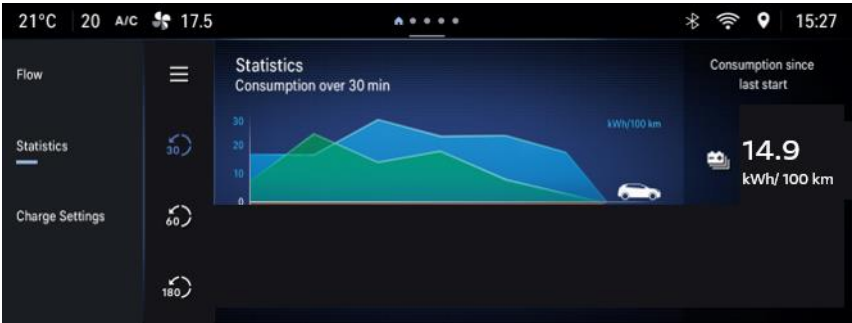 21°C 20 A/C 17.5 15:27
Flow
Statistics
Charge Settings
30
60
180
Statistics
Consumption over 30 min
30
20
10
0
kWh/100 km
Consumption since
last start
14.9
kWh/ 100 km